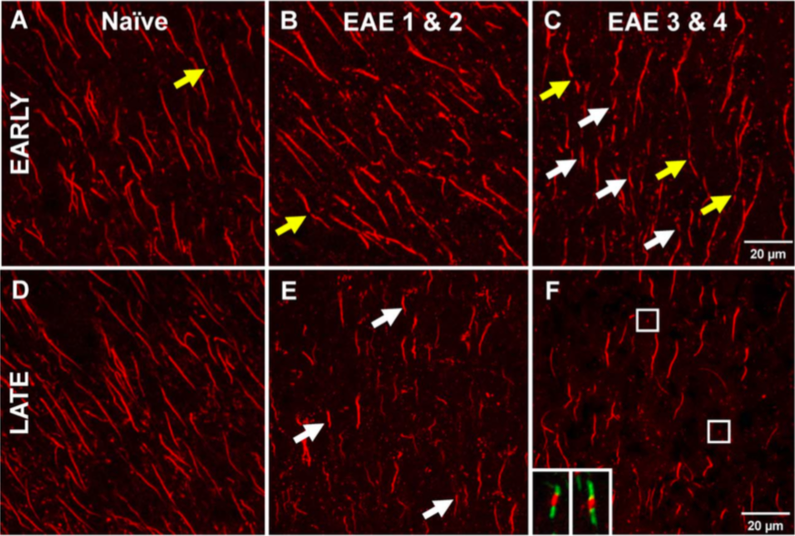 A Naïve
B EAE 1 & 2
C EAE 3 & 4
EARLY
20 µm
D
E
F
LATE
20 µm